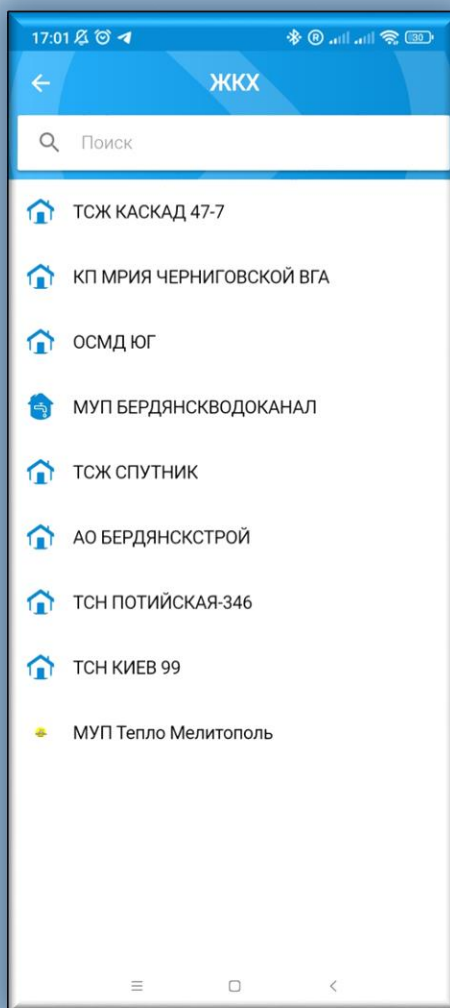 17:01 30
ЖКХ
Поиск
ТСЖ КАСКАД 47-7
КП МРИЯ ЧЕРНИГОВСКОЙ ВГА
ОСМД ЮГ
МУП БЕРДЯНСКВОДОКАНАЛ
ТСЖ СПУТНИК
АО БЕРДЯНСКСТРОЙ
ТСН ПОТИЙСКАЯ-346
ТСН КИЕВ 99
МУП Тепло Мелитополь